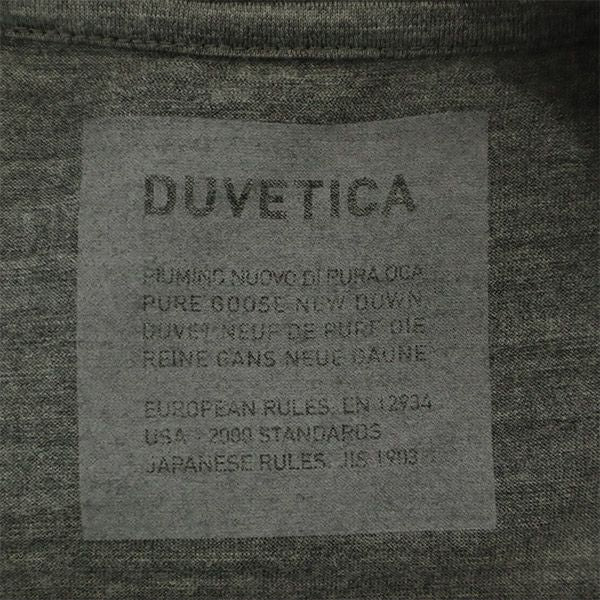 DUVETICA
PIUMINO NUOVO DI PURA OCA
PURE GOOSE NEW DOWN
DUVET NEUF DE PURE OIE
REINE GANS NEUE DAUNE
EUROPEAN RULES. EN 12934
USA - 2000 STANDARDS
JAPANESE RULES. JIS 1903